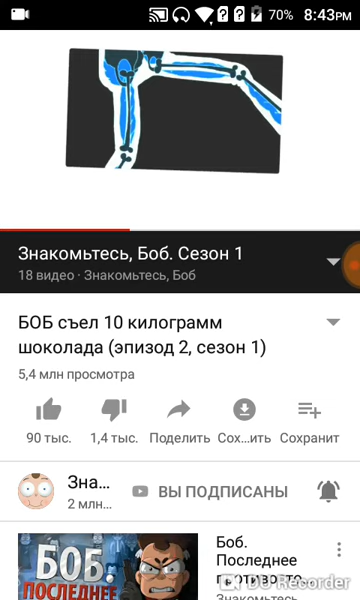 70% 8:43PM
Знакомьтесь, Боб. Сезон 1
18 видео · Знакомьтесь, Боб
БОБ съел 10 килограмм
шоколада (эпизод 2, сезон 1)
5,4 млн просмотра
90 тыс. 1,4 тыс. Поделить Сох...ить Сохранит
Зна...
2 млн...
ВЫ ПОДПИСАНЫ
БОБ.
ПОСЛЕДНЕЕ
Боб.
Последнее
противосто...
DU Recorder
Знакомьтесь